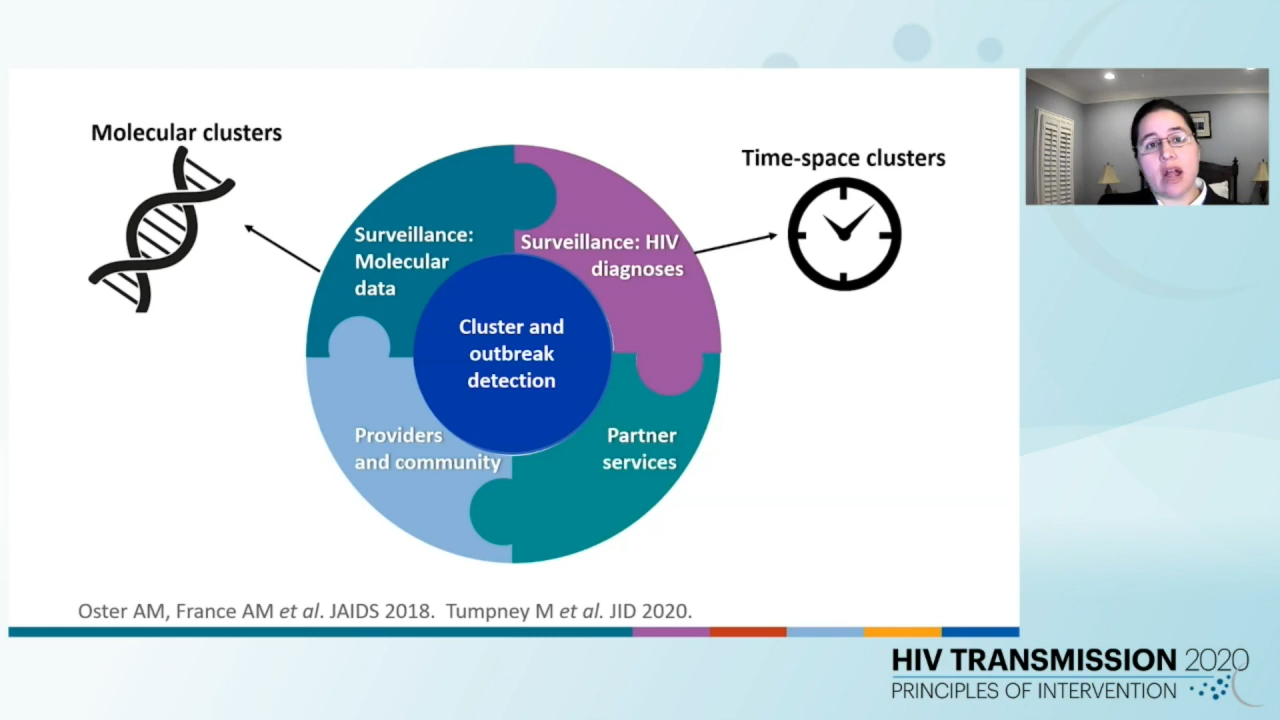 Molecular clusters
Time-space clusters
Surveillance:
Molecular
data
Surveillance: HIV
diagnoses
Cluster and
outbreak
detection
Providers
and community
Partner
services
Oster AM, France AM et al. JAIDS 2018. Tumpney M et al. JID 2020.
HIV TRANSMISSION 2020
PRINCIPLES OF INTERVENTION